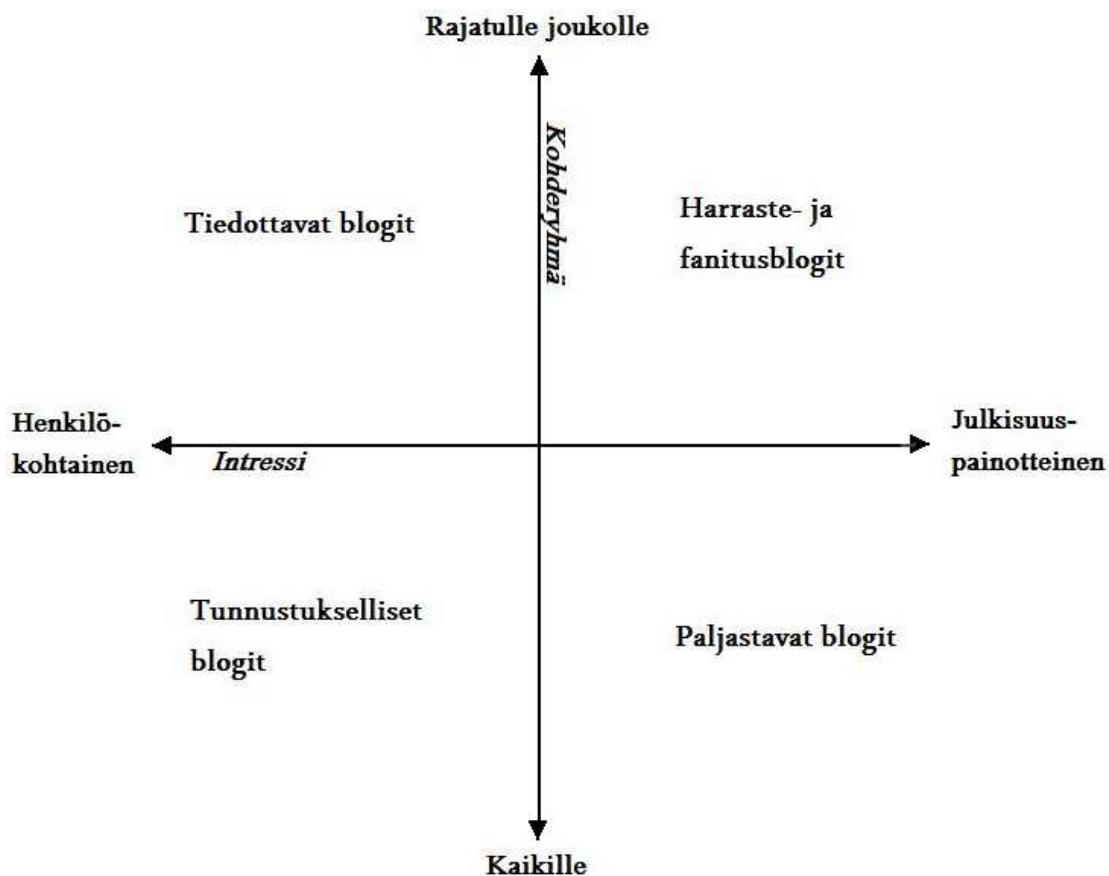 Rajatulle joukolle
Kohderyhmä
Tiedottavat blogit
Harraste- ja
fanitusblogit
Henkilö-
kohtainen
Intressi
Julkisuus-
painotteinen
Tunnustukselliset
blogit
Paljastavat blogit
Kaikille